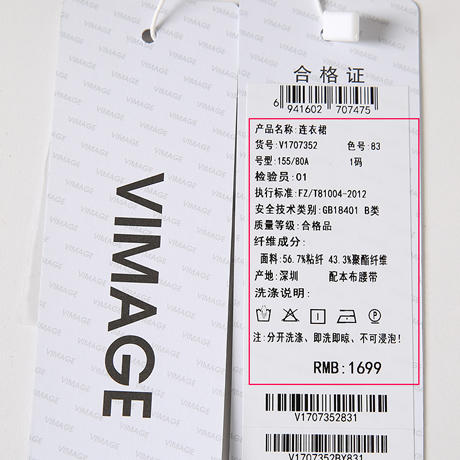 VIMAGE
合格证
6 941602 707475
产品名称:连衣裙
货号:V1707352 色号:83
号型:155/80A 1码
检验员:01
执行标准:FZ/T81004-2012
安全技术类别:GB18401 B类
质量等级:合格品
纤维成分:
面料:56.7%粘纤 43.3%聚酯纤维
产地:深圳 配本布腰带
洗涤说明:
注:分开洗涤、即洗即晾、不可浸泡!
RMB:1699
V1707352831
V1707352BY831